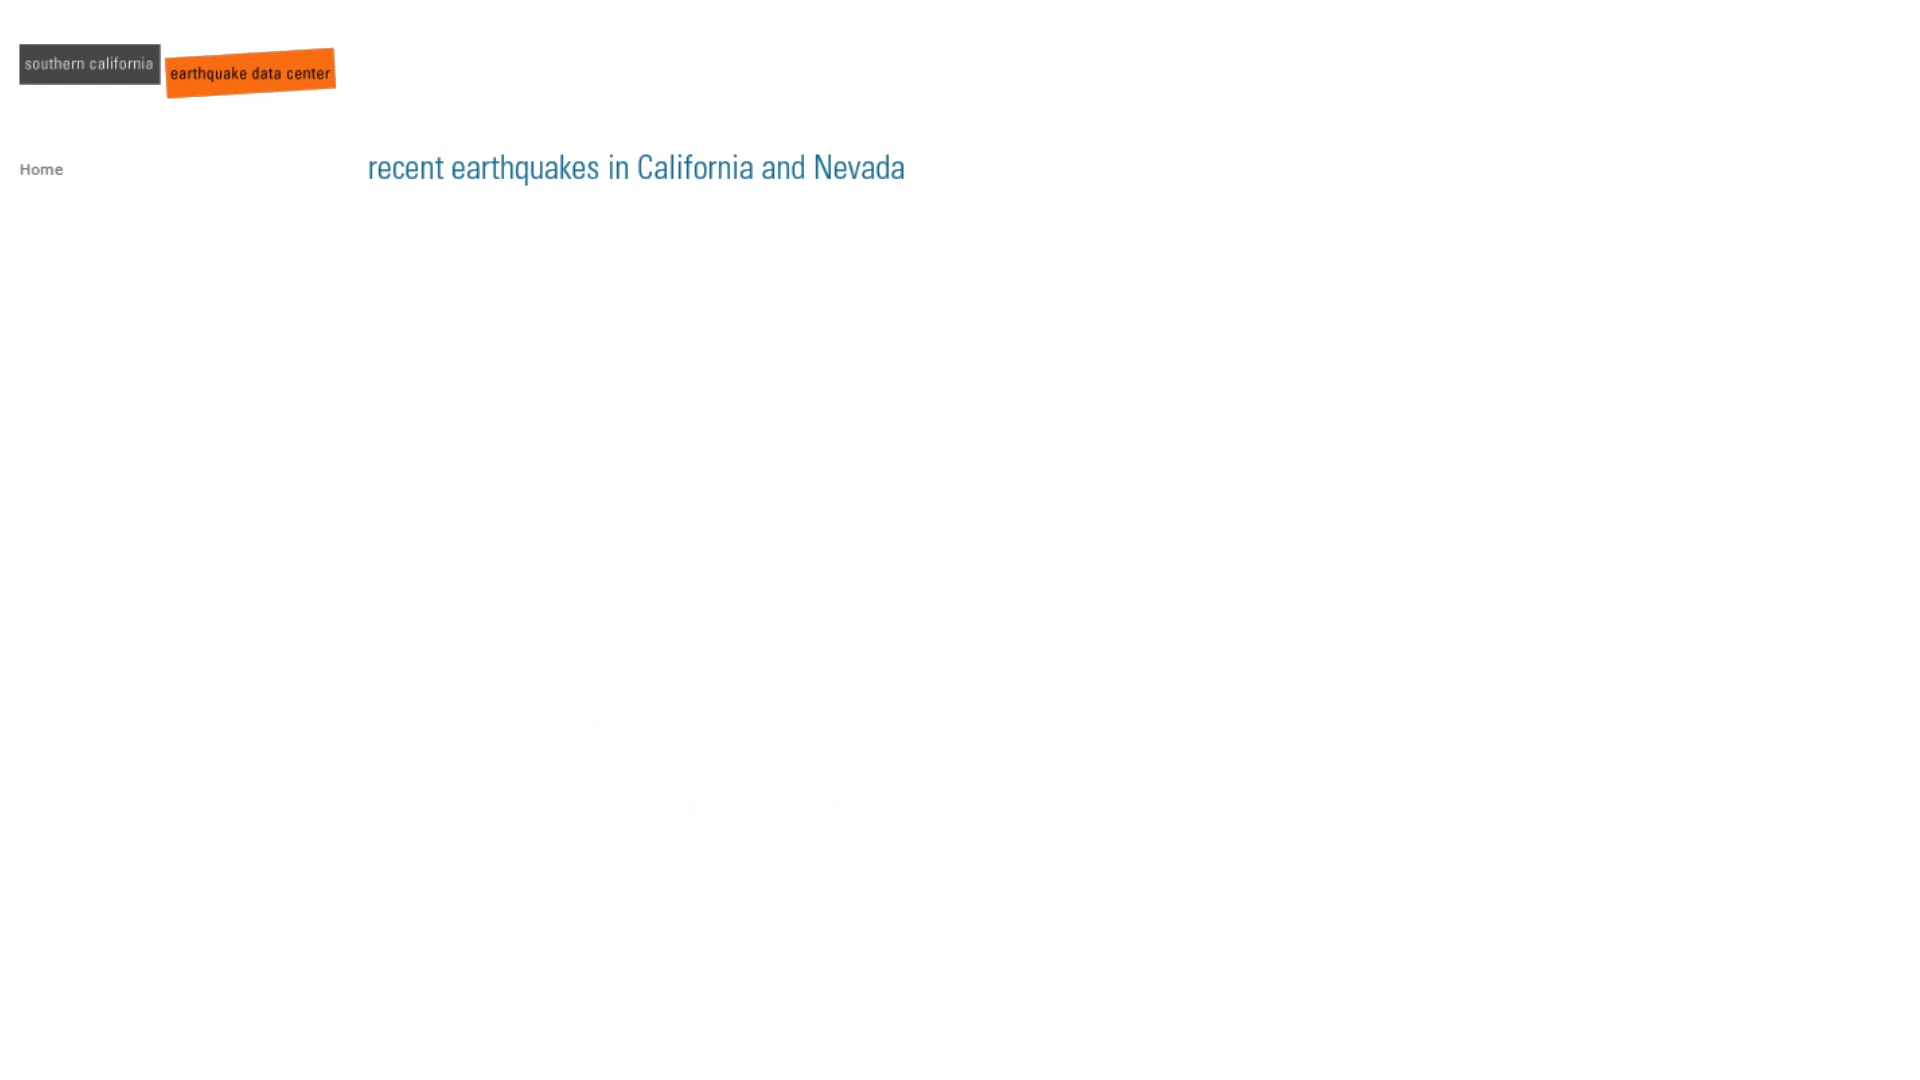 southern california
earthquake data center
Home
recent earthquakes in California and Nevada